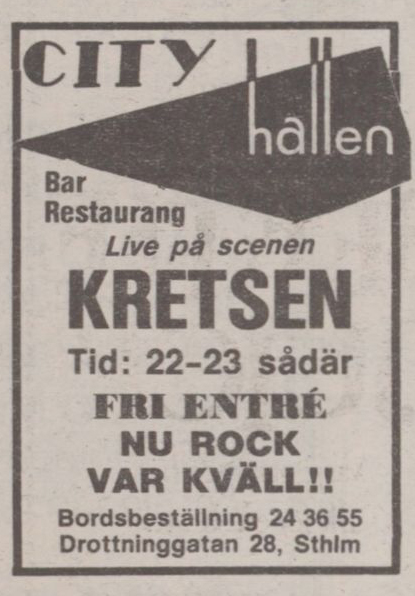 CITY
hallen
Bar
Restaurang
Live på scenen
KRETSEN
Tid: 22–23 sådär
FRI ENTRÉ
NU ROCK
VAR KVÄLL!!
Bordsbeställning 24 36 55
Drottninggatan 28, Sthlm